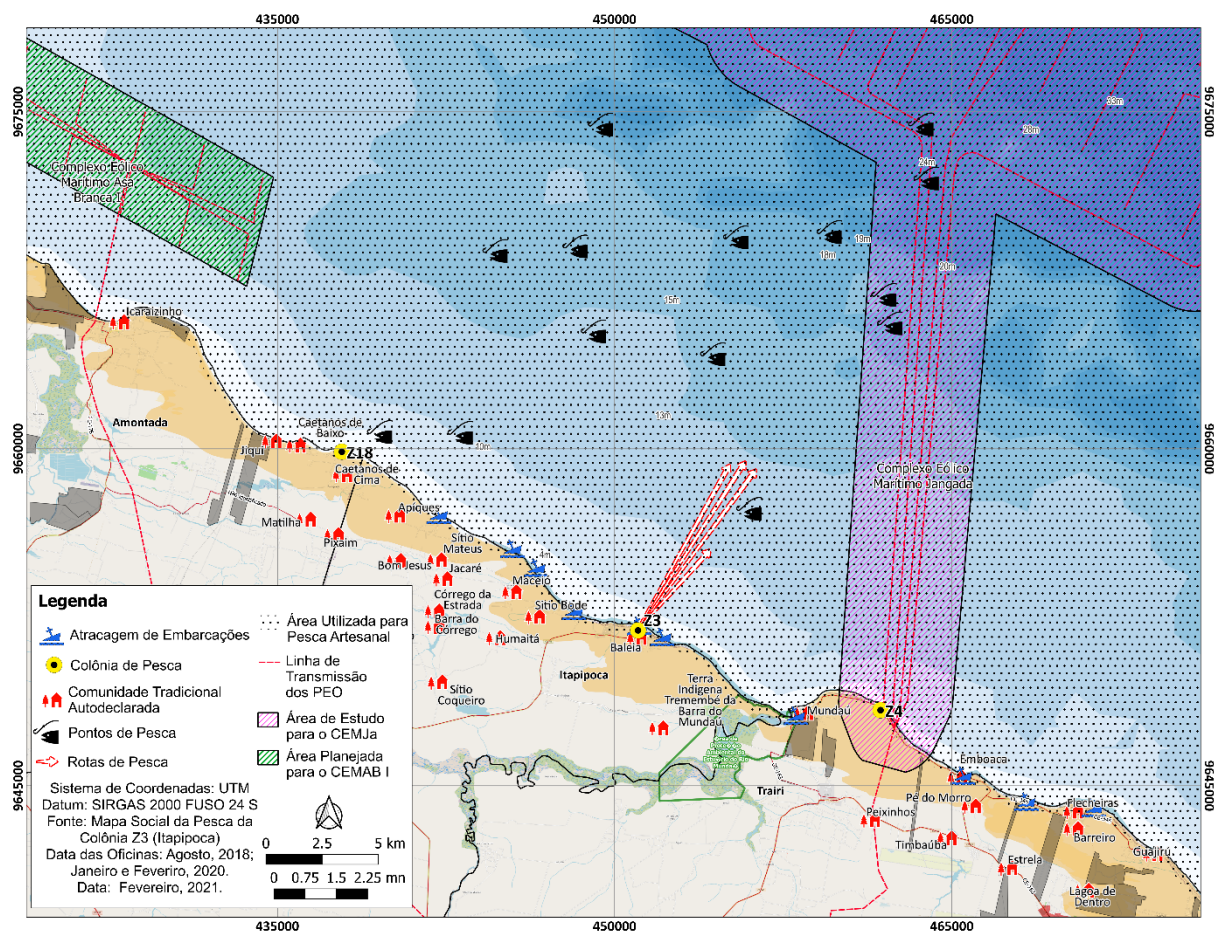 435000
450000
465000
9675000
9675000
33m
28m
24m
Complexo Eólico
Marítimo Asa
Branca I
18m
18m
20m
15m
Icaraizinho
13m
Amontada
Caetanos de
Baixo
10m
9660000
9660000
Jiqui
Z18
Caetanos de
Cima
Complexo Eólico
Marítimo Jangada
Apiques
Matilha
Pixaim
Sítio
Mateus
4m
Bom Jesus
Jacaré
Maceió
Córrego da
Estrada
Sítio Bode
Barra do
Córrego
Humaitá
Z3
Baleia
Itapipoca
Sítio
Coqueiro
Terra
Indígena
Tremembé da
Barra do
Mundaú
Mundaú
Z4
Emboaca
Trairi
9645000
9645000
Pé do Morro
Flecheiras
Peixinhos
Barreiro
Timbaúba
Guajirú
Estrela
Lagoa de
Dentro
Legenda
Atracagem de Embarcações
Colônia de Pesca
Comunidade Tradicional
Autodeclarada
Pontos de Pesca
Rotas de Pesca
Área Utilizada para
Pesca Artesanal
Linha de
Transmissão
dos PEO
Área de Estudo
para o CEMJa
Área Planejada
para o CEMAB I
Sistema de Coordenadas: UTM
Datum: SIRGAS 2000 FUSO 24 S
Fonte: Mapa Social da Pesca da
Colônia Z3 (Itapipoca)
Data das Oficinas: Agosto, 2018;
Janeiro e Feveriro, 2020.
Data: Fevereiro, 2021.
0 2.5 5 km
0 0.75 1.5 2.25 mn
435000
450000
465000